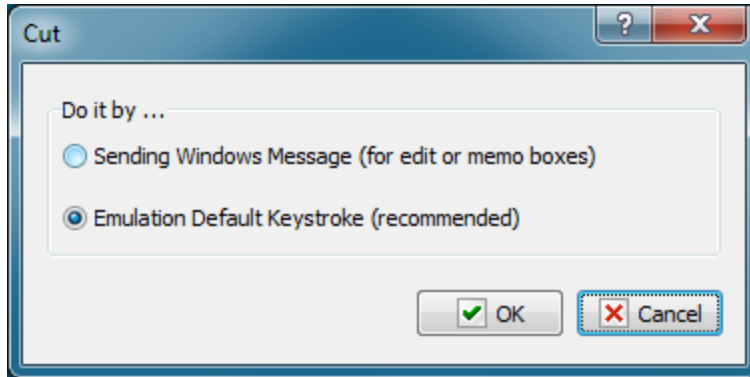 Cut
?
Do it by ...
Sending Windows Message (for edit or memo boxes)
Emulation Default Keystroke (recommended)
OK
Cancel